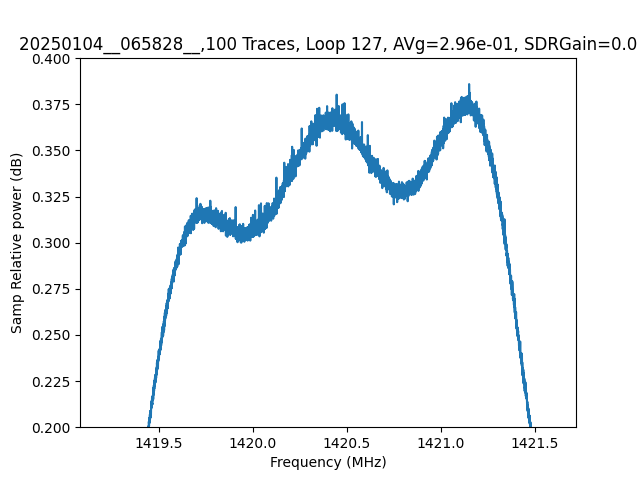 20250104__065828__,100 Traces, Loop 127, AVg=2.96e-01, SDRGain=0.0
0.400
0.375
0.350
0.325
0.300
0.275
0.250
0.225
0.200
Samp Relative power (dB)
1419.5 1420.0 1420.5 1421.0 1421.5
Frequency (MHz)